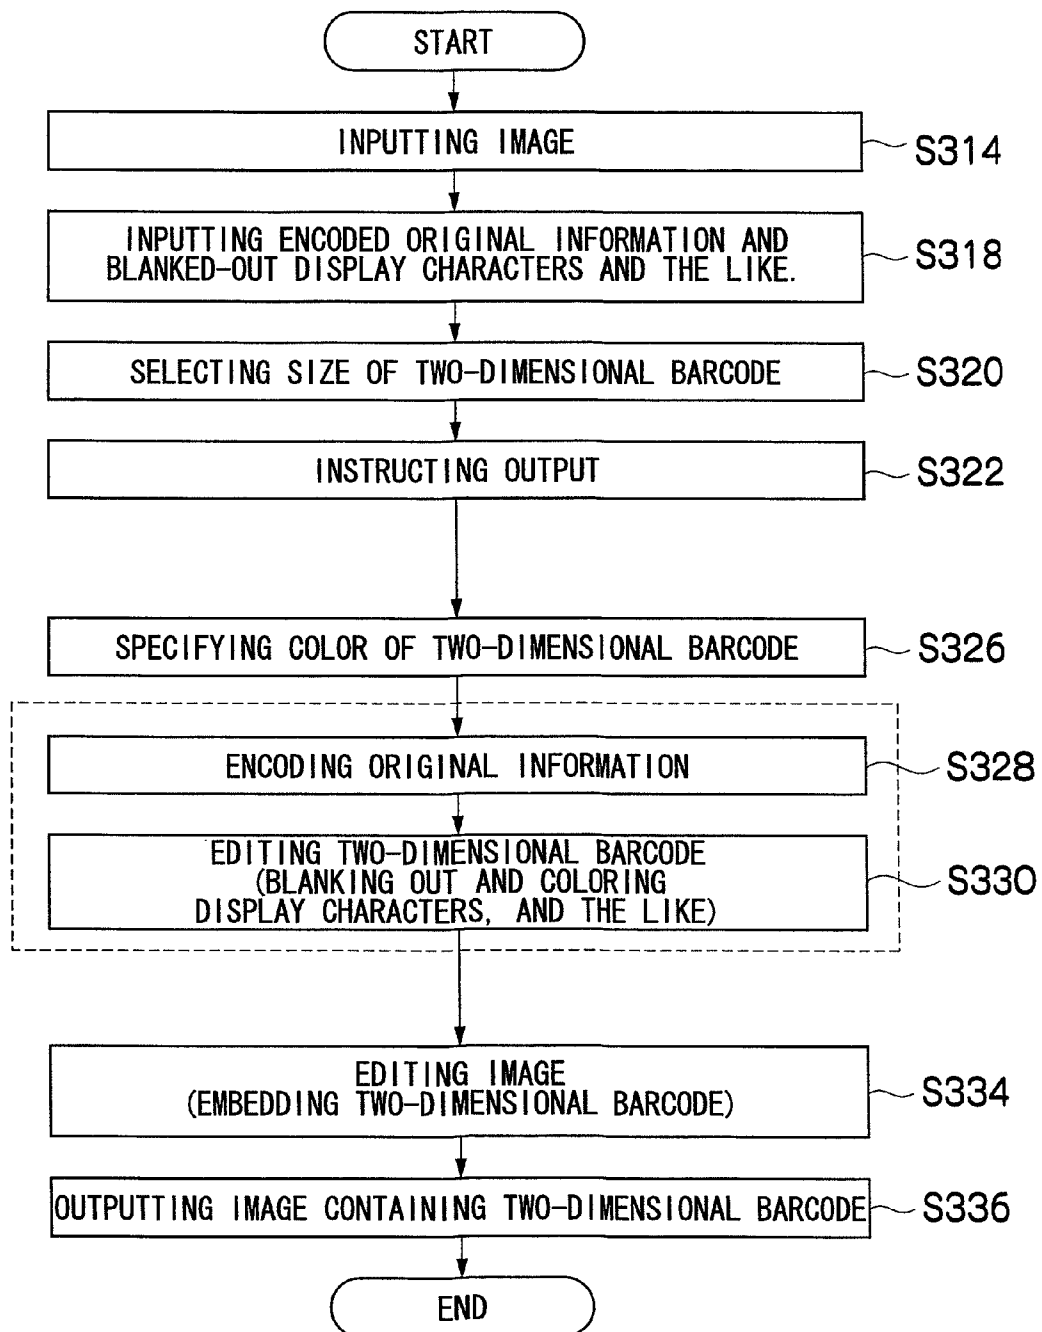 START
INPUTTING IMAGE
S314
INPUTTING ENCODED ORIGINAL INFORMATION AND
BLANKED-OUT DISPLAY CHARACTERS AND THE LIKE.
S318
SELECTING SIZE OF TWO-DIMENSIONAL BARCODE
S320
INSTRUCTING OUTPUT
S322
SPECIFYING COLOR OF TWO-DIMENSIONAL BARCODE
S326
ENCODING ORIGINAL INFORMATION
S328
EDITING TWO-DIMENSIONAL BARCODE
(BLANKING OUT AND COLORING
DISPLAY CHARACTERS, AND THE LIKE)
S330
EDITING IMAGE
(EMBEDDING TWO-DIMENSIONAL BARCODE)
S334
OUTPUTTING IMAGE CONTAINING TWO-DIMENSIONAL BARCODE
S336
END